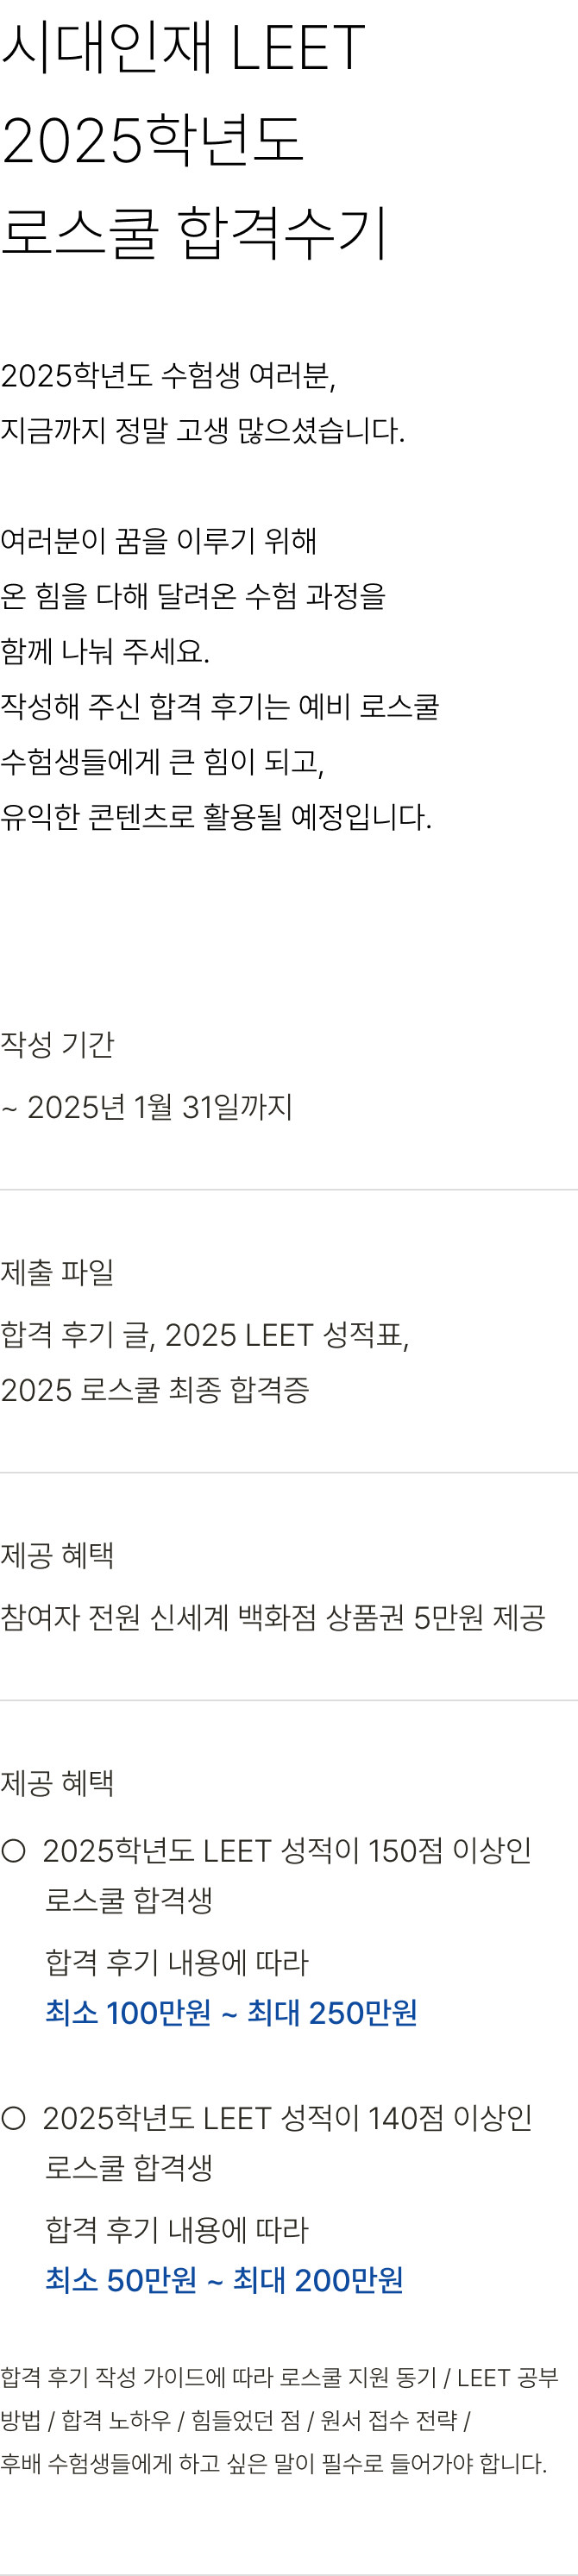 시대인재 LEET
2025학년도
로스쿨 합격수기
2025학년도 수험생 여러분,
지금까지 정말 고생 많으셨습니다.
여러분이 꿈을 이루기 위해
온 힘을 다해 달려온 수험 과정을
함께 나눠 주세요.
작성해 주신 합격 후기는 예비 로스쿨
수험생들에게 큰 힘이 되고,
유익한 콘텐츠로 활용될 예정입니다.
작성 기간
~ 2025년 1월 31일까지
제출 파일
합격 후기 글, 2025 LEET 성적표,
2025 로스쿨 최종 합격증
제공 혜택
참여자 전원 신세계 백화점 상품권 5만원 제공
제공 혜택
○ 2025학년도 LEET 성적이 150점 이상인
로스쿨 합격생
합격 후기 내용에 따라
최소 100만원 ~ 최대 250만원
○ 2025학년도 LEET 성적이 140점 이상인
로스쿨 합격생
합격 후기 내용에 따라
최소 50만원 ~ 최대 200만원
합격 후기 작성 가이드에 따라 로스쿨 지원 동기 / LEET 공부
방법 / 합격 노하우 / 힘들었던 점 / 원서 접수 전략 /
후배 수험생들에게 하고 싶은 말이 필수로 들어가야 합니다.